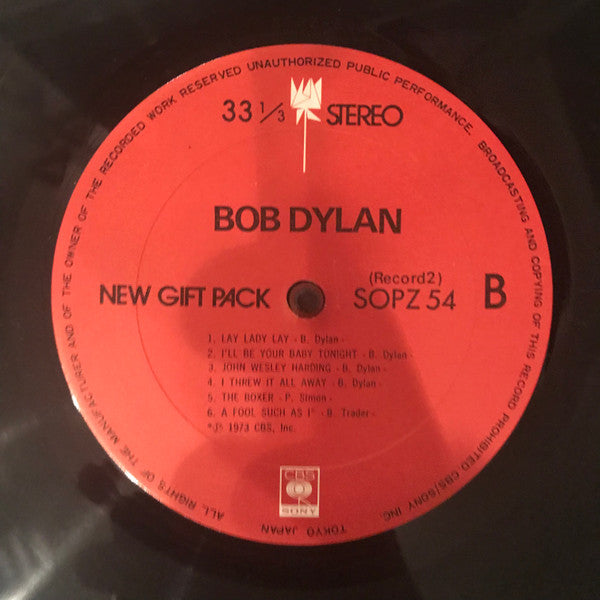 ALL RIGHTS OF THE MANUFACTURER AND OF THE OWNER OF THE RECORDED WORK RESERVED UNAUTHORIZED PUBLIC PERFORMANCE. BROADCASTING AND COPYING OF THIS RECORD PROHIBITED CBS/SONY INC.
TOKYO JAPAN
33 1/3 STEREO
BOB DYLAN
NEW GIFT PACK
(Record2)
SOPZ 54
B
1. LAY LADY LAY - B. Dylan -
2. I'LL BE YOUR BABY TONIGHT - B. Dylan -
3. JOHN WESLEY HARDING - B. Dylan -
4. I THREW IT ALL AWAY - B. Dylan -
5. THE BOXER - P. Simon -
6. A FOOL SUCH AS I* - B. Trader -
*℗ 1973 CBS, Inc.
CBS
SONY